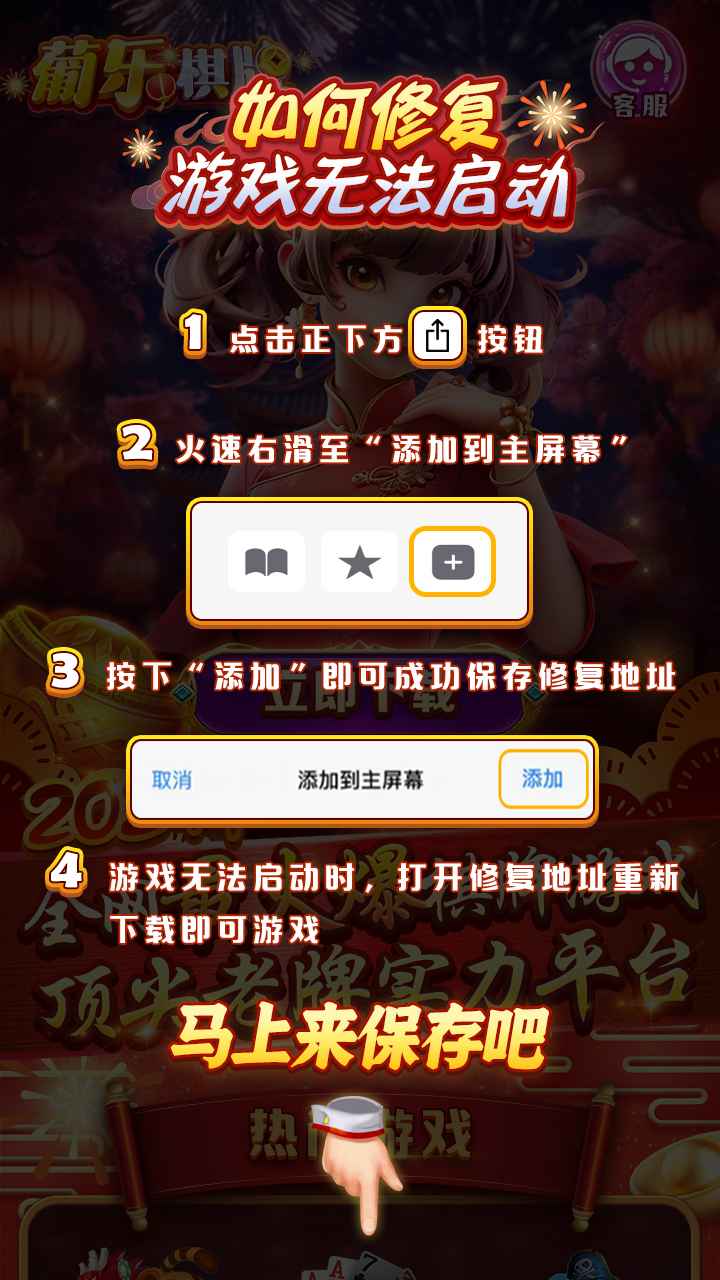 葡乐棋牌
客服
如何修复
游戏无法启动
1 点击正下方 按钮
2 火速右滑至“添加到主屏幕”
3 按下“添加”即可成功保存修复地址
立即下载
取消 添加到主屏幕 添加
4 游戏无法启动时，打开修复地址重新
下载即可游戏
全网最火爆棋牌游戏
顶尖老牌实力平台
马上来保存吧
热门游戏
A
A
7